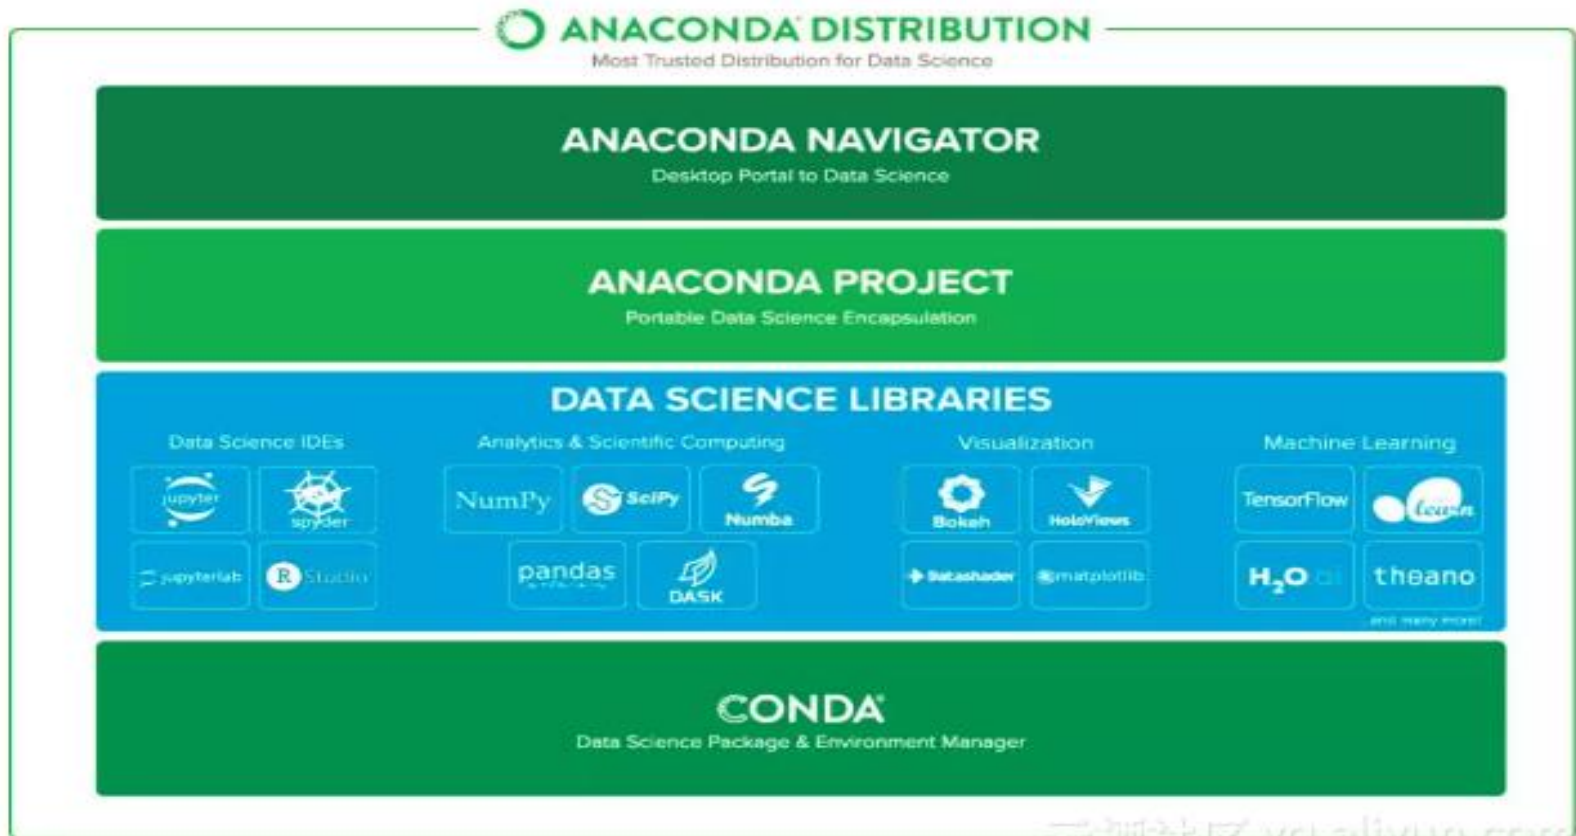 ANACONDA DISTRIBUTION
Most Trusted Distribution for Data Science
ANACONDA NAVIGATOR
Desktop Portal to Data Science
ANACONDA PROJECT
Portable Data Science Encapsulation
DATA SCIENCE LIBRARIES
Data Science IDEs
jupyter
spyder
jupyterlab
R Studio
Analytics & Scientific Computing
NumPy
SciPy
Numba
pandas
DASK
Visualization
Bokeh
HoloViews
Datashader
matplotlib
Machine Learning
TensorFlow
learn
H2O ai
theano
...and many more!
CONDA
Data Science Package & Environment Manager